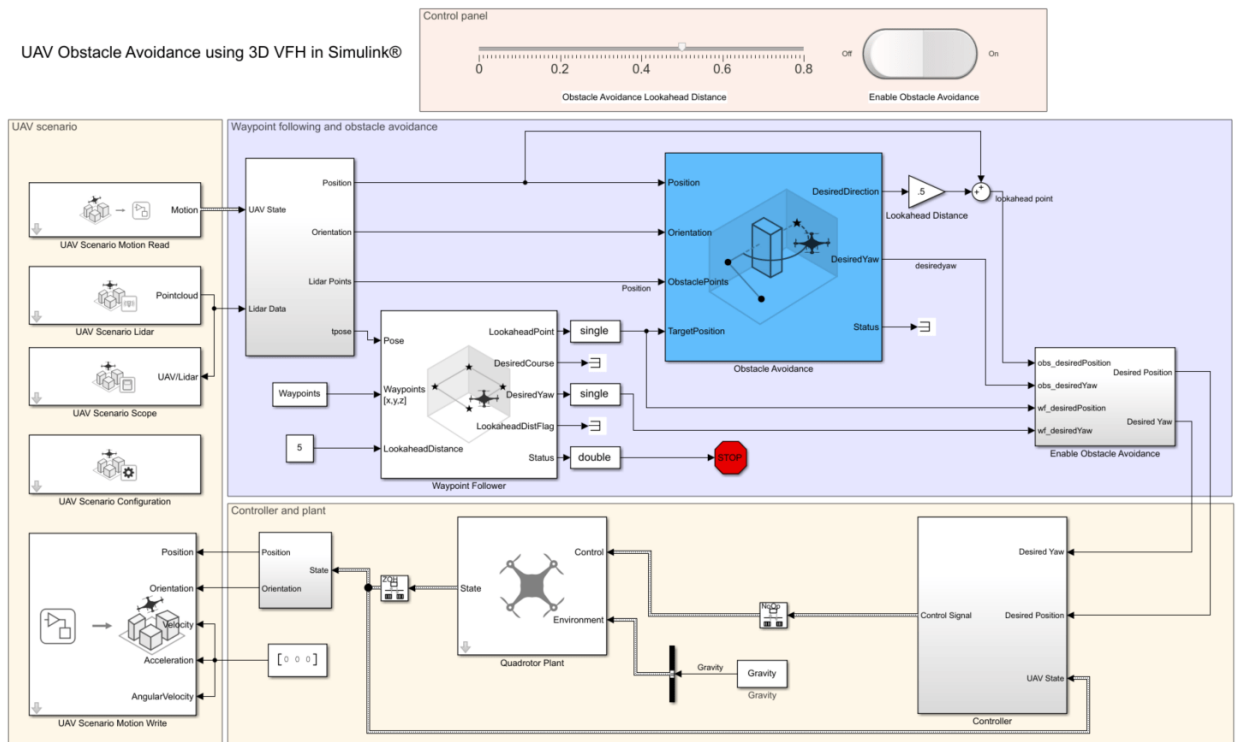 Control panel
UAV Obstacle Avoidance using 3D VFH in Simulink®
0 0.2 0.4 0.6 0.8
Obstacle Avoidance Lookahead Distance
Off On
Enable Obstacle Avoidance
UAV scenario
Motion
UAV Scenario Motion Read
Pointcloud
UAV Scenario Lidar
UAV/Lidar
UAV Scenario Scope
UAV Scenario Configuration
Position
Orientation
Velocity
Acceleration
AngularVelocity
UAV Scenario Motion Write
Waypoint following and obstacle avoidance
UAV State
Lidar Data
Position
Orientation
Lidar Points
tpose
Position
Waypoints
5
Pose
Waypoints
[x,y,z]
LookaheadDistance
LookaheadPoint
DesiredCourse
DesiredYaw
LookaheadDistFlag
Status
Waypoint Follower
single
single
double
STOP
Position
Orientation
ObstaclePoints
TargetPosition
DesiredDirection
DesiredYaw
Status
Obstacle Avoidance
.5
Lookahead Distance
++
lookahead point
desiredyaw
obs_desiredPosition
obs_desiredYaw
wf_desiredPosition
wf_desiredYaw
Desired Position
Desired Yaw
Enable Obstacle Avoidance
Controller and plant
Position
Orientation
State
[0 0 0]
ZOH
State
Control
Environment
Quadrotor Plant
NoOp
Gravity
Gravity
Gravity
Control Signal
Desired Yaw
Desired Position
UAV State
Controller